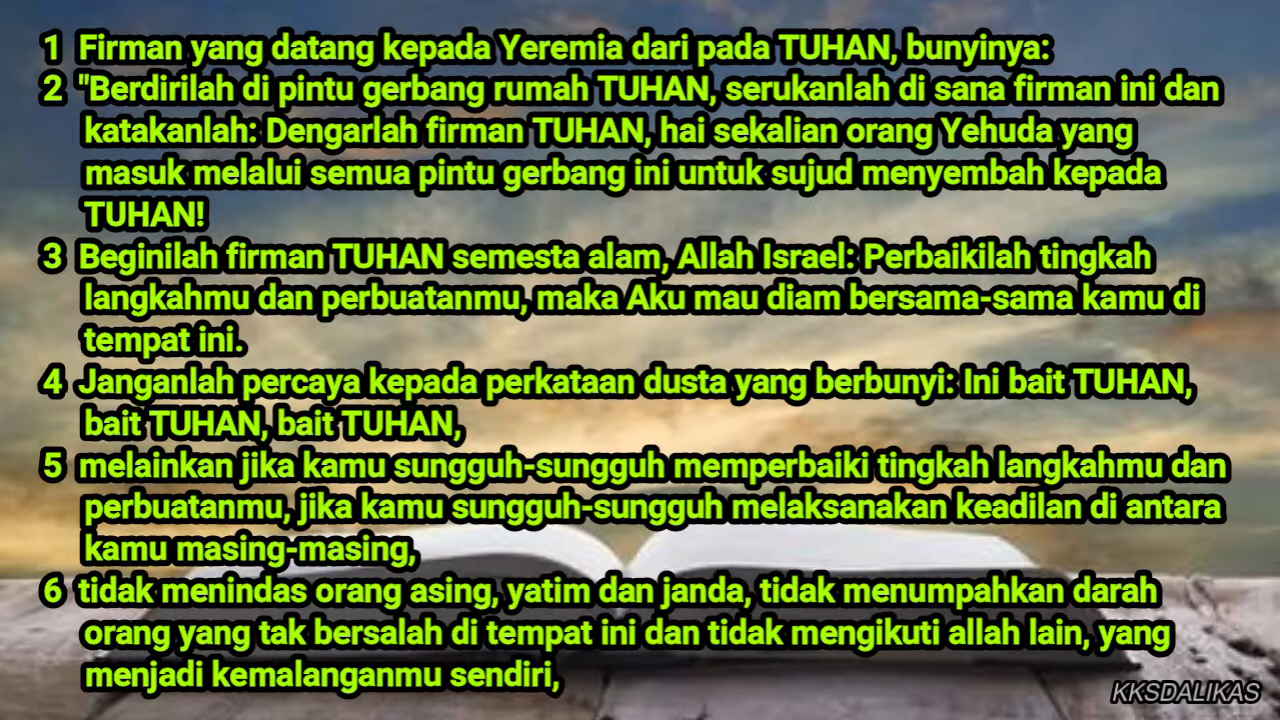 1 Firman yang datang kepada Yeremia dari pada TUHAN, bunyinya:
2 "Berdirilah di pintu gerbang rumah TUHAN, serukanlah di sana firman ini dan
katakanlah: Dengarlah firman TUHAN, hai sekalian orang Yehuda yang
masuk melalui semua pintu gerbang ini untuk sujud menyembah kepada
TUHAN!
3 Beginilah firman TUHAN semesta alam, Allah Israel: Perbaikilah tingkah
langkahmu dan perbuatanmu, maka Aku mau diam bersama-sama kamu di
tempat ini.
4 Janganlah percaya kepada perkataan dusta yang berbunyi: Ini bait TUHAN,
bait TUHAN, bait TUHAN,
5 melainkan jika kamu sungguh-sungguh memperbaiki tingkah langkahmu dan
perbuatanmu, jika kamu sungguh-sungguh melaksanakan keadilan di antara
kamu masing-masing,
6 tidak menindas orang asing, yatim dan janda, tidak menumpahkan darah
orang yang tak bersalah di tempat ini dan tidak mengikuti allah lain, yang
menjadi kemalanganmu sendiri,
KKSDALIKAS